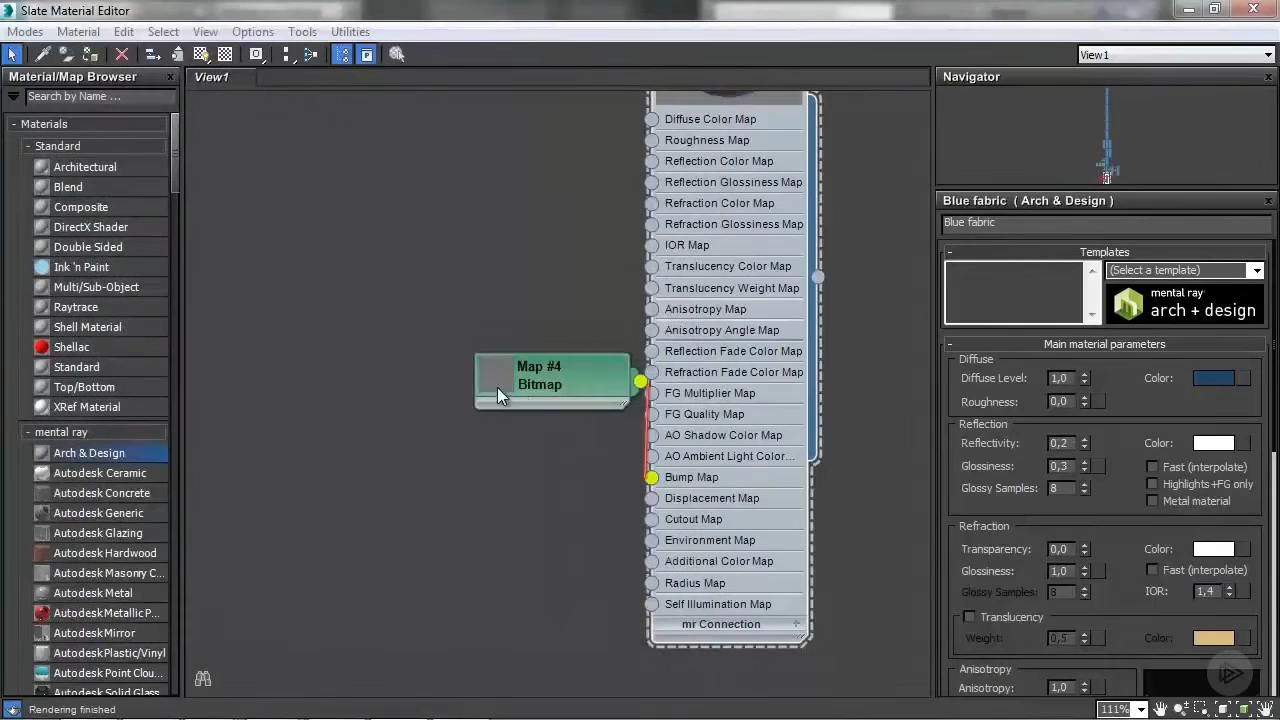 Slate Material Editor
Modes Material Edit Select View Options Tools Utilities
View1
Material/Map Browser
Search by Name ...
- Materials
- Standard
Architectural
Blend
Composite
DirectX Shader
Double Sided
Ink 'n Paint
Multi/Sub-Object
Raytrace
Shell Material
Shellac
Standard
Top/Bottom
XRef Material
- mental ray
Arch & Design
Autodesk Ceramic
Autodesk Concrete
Autodesk Generic
Autodesk Glazing
Autodesk Hardwood
Autodesk Masonry C...
Autodesk Metal
Autodesk Metallic P...
Autodesk Mirror
Autodesk Plastic/Vinyl
Autodesk Point Clou...
Autodesk Solid Glass
View1
Map #4
Bitmap
Diffuse Color Map
Roughness Map
Reflection Color Map
Reflection Glossiness Map
Refraction Color Map
Refraction Glossiness Map
IOR Map
Translucency Color Map
Translucency Weight Map
Anisotropy Map
Anisotropy Angle Map
Reflection Fade Color Map
Refraction Fade Color Map
FG Multiplier Map
FG Quality Map
AO Shadow Color Map
AO Ambient Light Color...
Bump Map
Displacement Map
Cutout Map
Environment Map
Additional Color Map
Radius Map
Self Illumination Map
mr Connection +
Navigator
Blue fabric ( Arch & Design )
Blue fabric
- Templates
(Select a template)
mental ray
arch + design
- Main material parameters
Diffuse
Diffuse Level: 1,0 Color:
Roughness: 0,0
Reflection
Reflectivity: 0,2 Color:
Glossiness: 0,3 Fast (interpolate)
Glossy Samples: 8 Highlights+FG only
Metal material
Refraction
Transparency: 0,0 Color:
Glossiness: 1,0 Fast (interpolate)
Glossy Samples: 8 IOR: 1,4
Translucency
Weight: 0,5 Color:
Anisotropy
Anisotropy: 1,0
Rendering finished
111%